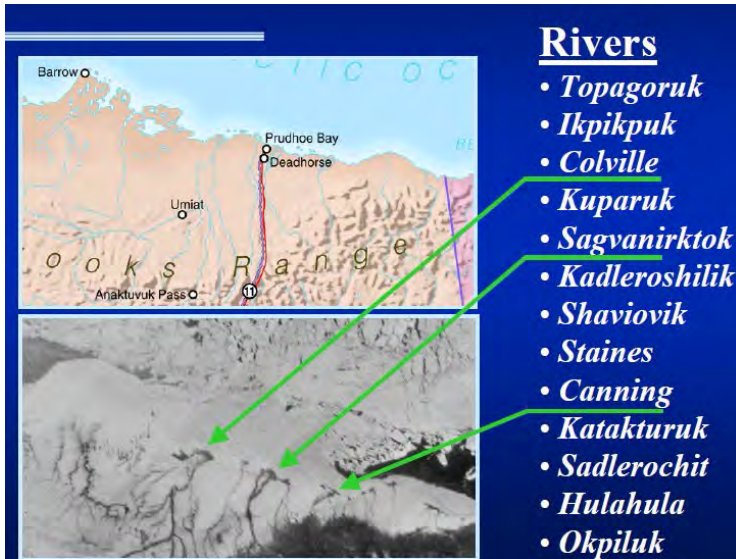 Rivers
• Topagoruk
• Ikpikpuk
• Colville
• Kuparuk
• Sagvanirktok
• Kadleroshilik
• Shaviovik
• Staines
• Canning
• Katakturuk
• Sadlerochit
• Hulahula
• Okpiluk
C T I C O C
Barrow
Prudhoe Bay
BE
Deadhorse
Umiat
o o k s R a n g e
Anaktuvuk Pass
11